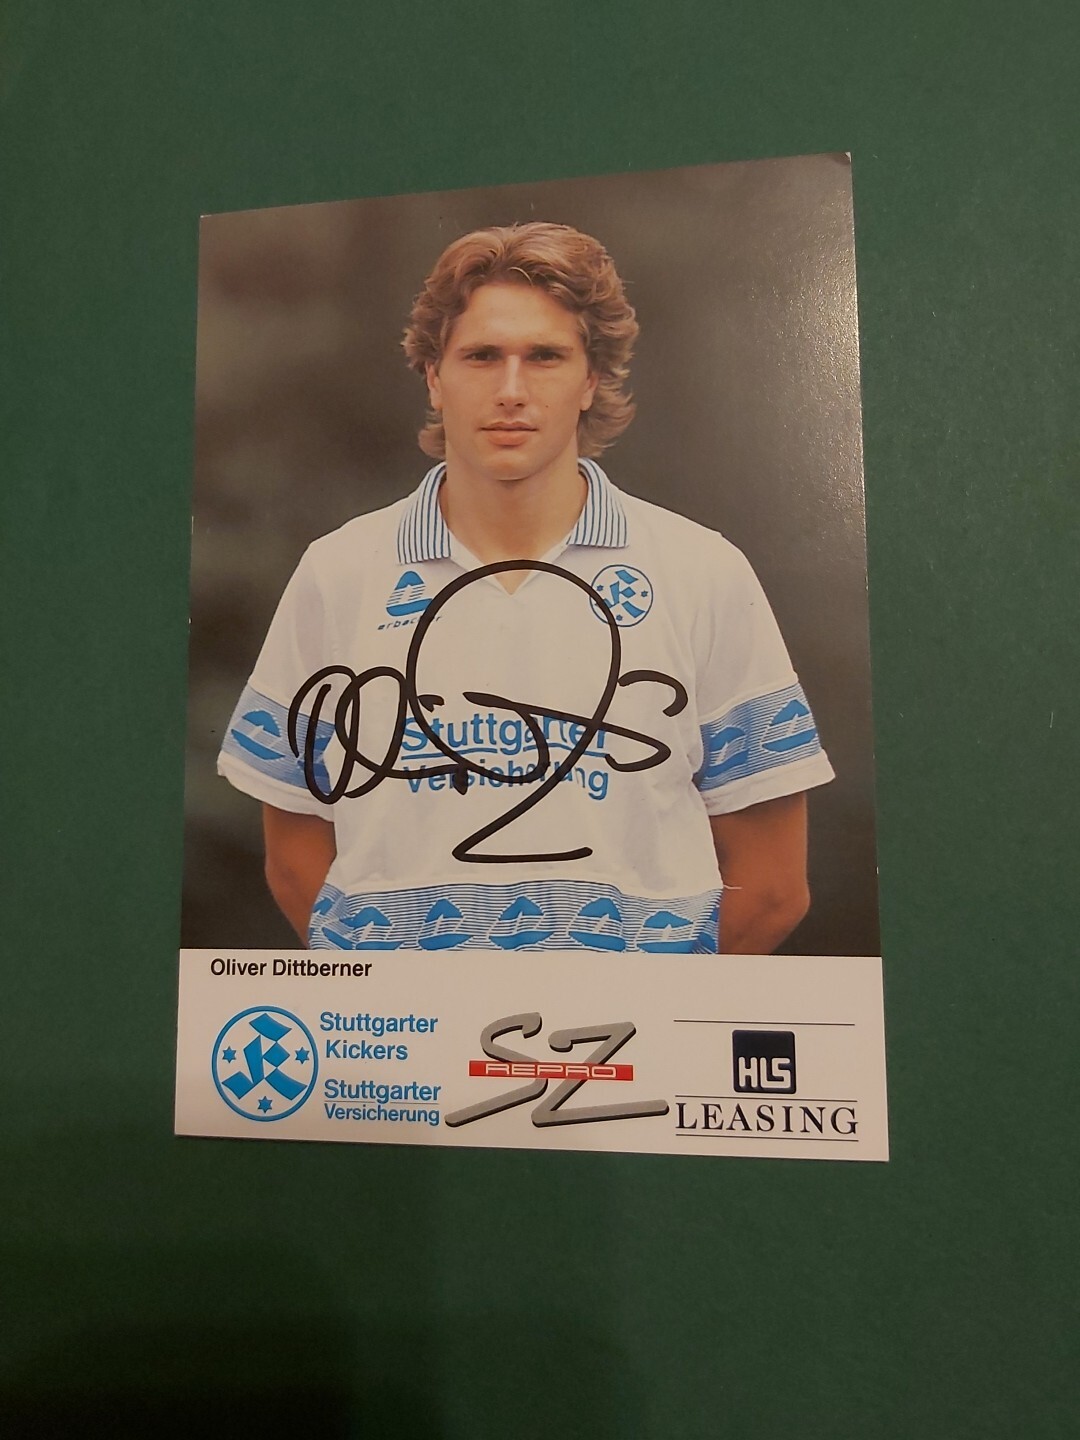 erbacher
Stuttgarter
Versicherung
Oliver Dittberner
Stuttgarter
Kickers
Stuttgarter
Versicherung
SZ
REPRO
HLS
LEASING